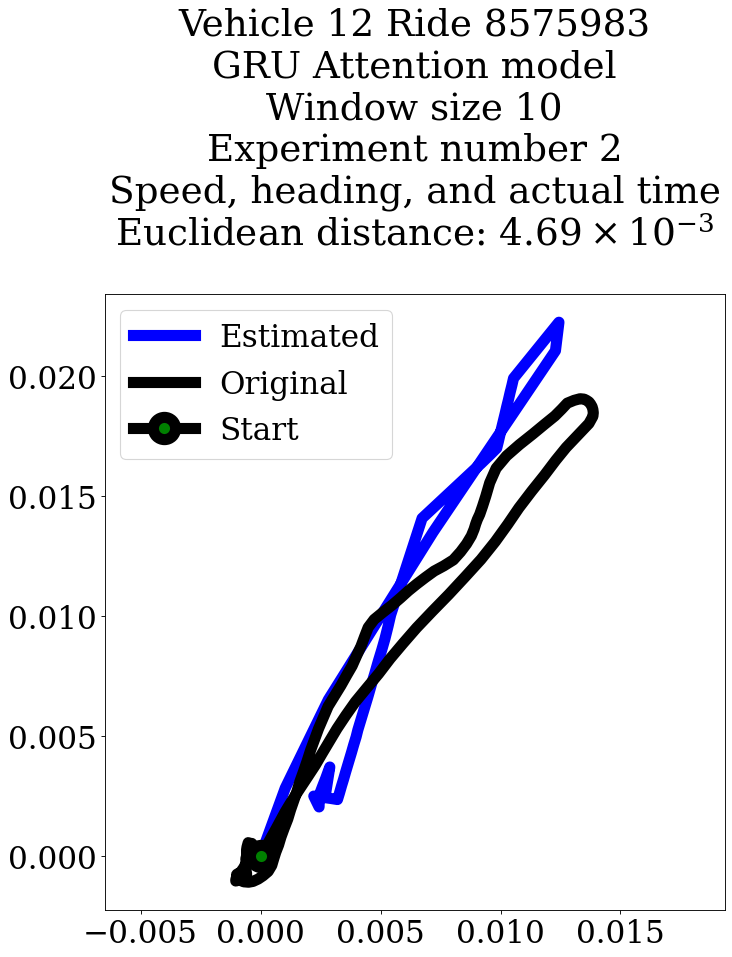 Vehicle 12 Ride 8575983
GRU Attention model
Window size 10
Experiment number 2
Speed, heading, and actual time
Euclidean distance: 4.69 × 10⁻³
Estimated
Original
Start
0.020
0.015
0.010
0.005
0.000
−0.005 0.000 0.005 0.010 0.015